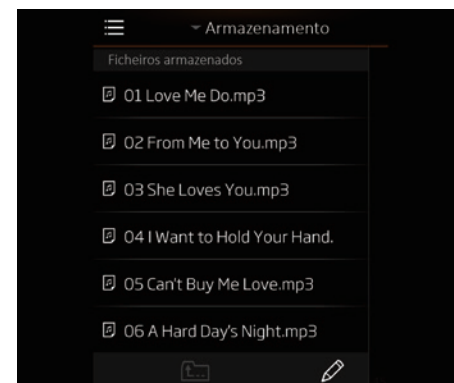 Armazenamento
Ficheiros armazenados
01 Love Me Do.mp3
02 From Me to You.mp3
03 She Loves You.mp3
04 I Want to Hold Your Hand.
05 Can't Buy Me Love.mp3
06 A Hard Day's Night.mp3